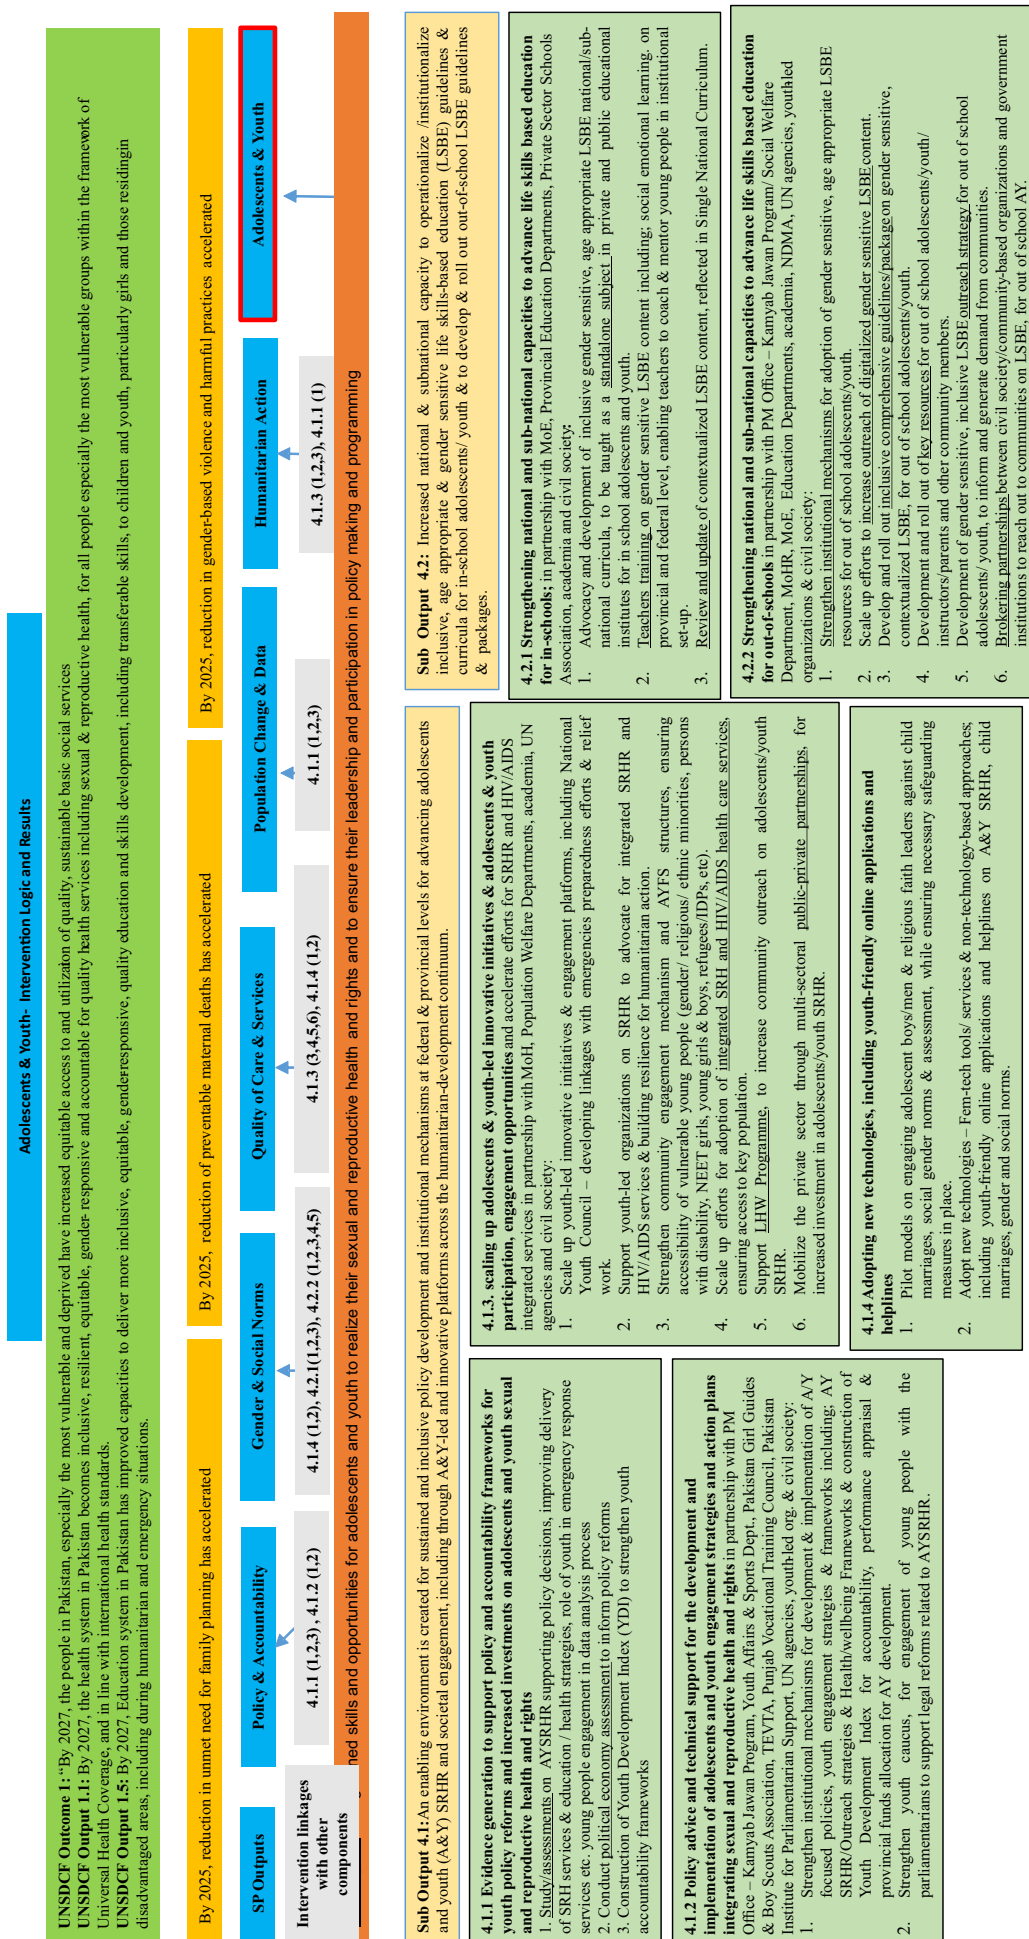 Adolescents & Youth- Intervention Logic and Results
UNSDCF Outcome 1: "By 2027, the people in Pakistan, especially the most vulnerable and deprived have increased equitable access to and utilization of quality, sustainable basic social services
UNSDCF Output 1.1: By 2027, the health system in Pakistan becomes inclusive, resilient, equitable, gender-responsive and accountable for quality health services including sexual & reproductive health, for all people especially the most vulnerable groups within the framework of
Universal Health Coverage, and in line with international health standards.
UNSDCF Output 1.5: By 2027, Education system in Pakistan has improved capacities to deliver more inclusive, equitable, gender-responsive, quality education and skills development, including transferable skills, to children and youth, particularly girls and those residing in
disadvantaged areas, including during humanitarian and emergency situations.
By 2025, reduction in unmet need for family planning has accelerated
By 2025, reduction of preventable maternal deaths has accelerated
By 2025, reduction in gender-based violence and harmful practices accelerated
SP Outputs
Policy & Accountability
Gender & Social Norms
Quality of Care & Services
Population Change & Data
Humanitarian Action
Adolescents & Youth
Intervention linkages
with other
components
4.1.1 (1,2,3) , 4.1.2 (1,2)
4.1.4 (1,2), 4.2.1(1,2,3), 4.2.2 (1,2,3,4,5)
4.1.3 (3,4,5,6), 4.1.4 (1,2)
4.1.1 (1,2,3)
4.1.3 (1,2,3), 4.1.1 (1)
ned skills and opportunities for adolescents and youth to realize their sexual and reproductive health and rights and to ensure their leadership and participation in policy making and programming
Sub Output 4.1: An enabling environment is created for sustained and inclusive policy development and institutional mechanisms at federal & provincial levels for advancing adolescents
and youth (A&Y) SRHR and societal engagement, including through A&Y-led and innovative platforms across the humanitarian-development continuum.
4.1.1 Evidence generation to support policy and accountability frameworks for
youth policy reforms and increased investments on adolescents and youth sexual
and reproductive health and rights
1. Study/assessments on AYSRHR supporting policy decisions, improving delivery
of SRH services & education / health strategies, role of youth in emergency response
services etc. young people engagement in data analysis process
2. Conduct political economy assessment to inform policy reforms
3. Construction of Youth Development Index (YDI) to strengthen youth
accountability frameworks
4.1.2 Policy advice and technical support for the development and
implementation of adolescents and youth engagement strategies and action plans
integrating sexual and reproductive health and rights in partnership with PM
Office – Kamyab Jawan Program, Youth Affairs & Sports Dept., Pakistan Girl Guides
& Boy Scouts Association, TEVTA, Punjab Vocational Training Council, Pakistan
Institute for Parliamentary Support, UN agencies, youth-led org. & civil society:
1. Strengthen institutional mechanisms for development & implementation of A/Y
focused policies, youth engagement strategies & frameworks including; AY
SRHR/Outreach strategies & Health/wellbeing Frameworks & construction of
Youth Development Index for accountability, performance appraisal &
provincial funds allocation for AY development.
2. Strengthen youth caucus, for engagement of young people with the
parliamentarians to support legal reforms related to AYSRHR.
4.1.3. scaling up adolescents & youth-led innovative initiatives & adolescents & youth
participation, engagement opportunities and accelerate efforts for SRHR and HIV/AIDS
integrated services in partnership with MoH, Population Welfare Departments, academia, UN
agencies and civil society:
1. Scale up youth-led innovative initiatives & engagement platforms, including National
Youth Council – developing linkages with emergencies preparedness efforts & relief
work.
2. Support youth-led organizations on SRHR to advocate for integrated SRHR and
HIV/AIDS services & building resilience for humanitarian action.
3. Strengthen community engagement mechanism and AYFS structures, ensuring
accessibility of vulnerable young people (gender/ religious/ ethnic minorities, persons
with disability, NEET girls, young girls & boys, refugees/IDPs, etc).
4. Scale up efforts for adoption of integrated SRH and HIV/AIDS health care services,
ensuring access to key population.
5. Support LHW Programme, to increase community outreach on adolescents/youth
SRHR.
6. Mobilize the private sector through multi-sectoral public-private partnerships, for
increased investment in adolescents/youth SRHR.
4.1.4 Adopting new technologies, including youth-friendly online applications and
helplines
1. Pilot models on engaging adolescent boys/men & religious faith leaders against child
marriages, social gender norms & assessment, while ensuring necessary safeguarding
measures in place.
2. Adopt new technologies – Fem-tech tools/ services & non-technology-based approaches;
including youth-friendly online applications and helplines on A&Y SRHR, child
marriages, gender and social norms.
Sub Output 4.2: Increased national & subnational capacity to operationalize /institutionalize
inclusive, age appropriate & gender sensitive life skills-based education (LSBE) guidelines &
curricula for in-school adolescents/ youth & to develop & roll out out-of-school LSBE guidelines
& packages.
4.2.1 Strengthening national and sub-national capacities to advance life skills based education
for in-schools; in partnership with MoE, Provincial Education Departments, Private Sector Schools
Association, academia and civil society:
1. Advocacy and development of inclusive gender sensitive, age appropriate LSBE national/sub-
national curricula, to be taught as a standalone subject in private and public educational
institutes for in school adolescents and youth.
2. Teachers training on gender sensitive LSBE content including; social emotional learning. on
provincial and federal level, enabling teachers to coach & mentor young people in institutional
set-up.
3. Review and update of contextualized LSBE content, reflected in Single National Curriculum.
4.2.2 Strengthening national and sub-national capacities to advance life skills based education
for out-of-schools in partnership with PM Office – Kamyab Jawan Program/ Social Welfare
Department, MoHR, MoE, Education Departments, academia, NDMA, UN agencies, youth-led
organizations & civil society:
1. Strengthen institutional mechanisms for adoption of gender sensitive, age appropriate LSBE
resources for out of school adolescents/youth.
2. Scale up efforts to increase outreach of digitalized gender sensitive LSBE content.
3. Develop and roll out inclusive comprehensive guidelines/package on gender sensitive,
contextualized LSBE, for out of school adolescents/youth.
4. Development and roll out of key resources for out of school adolescents/youth/
instructors/parents and other community members.
5. Development of gender sensitive, inclusive LSBE outreach strategy for out of school
adolescents/ youth, to inform and generate demand from communities.
6. Brokering partnerships between civil society/community-based organizations and government
institutions to reach out to communities on LSBE, for out of school AY.